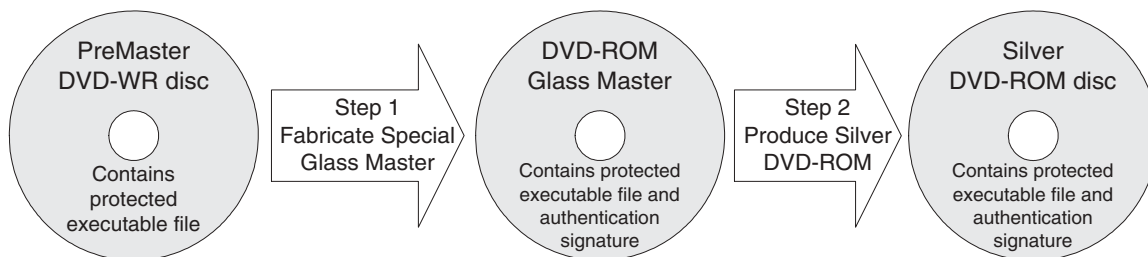 PreMaster
DVD-WR disc
Contains
protected
executable file
Step 1
Fabricate Special
Glass Master
DVD-ROM
Glass Master
Contains protected
executable file and
authentication
signature
Step 2
Produce Silver
DVD-ROM
Silver
DVD-ROM disc
Contains protected
executable file and
authentication
signature